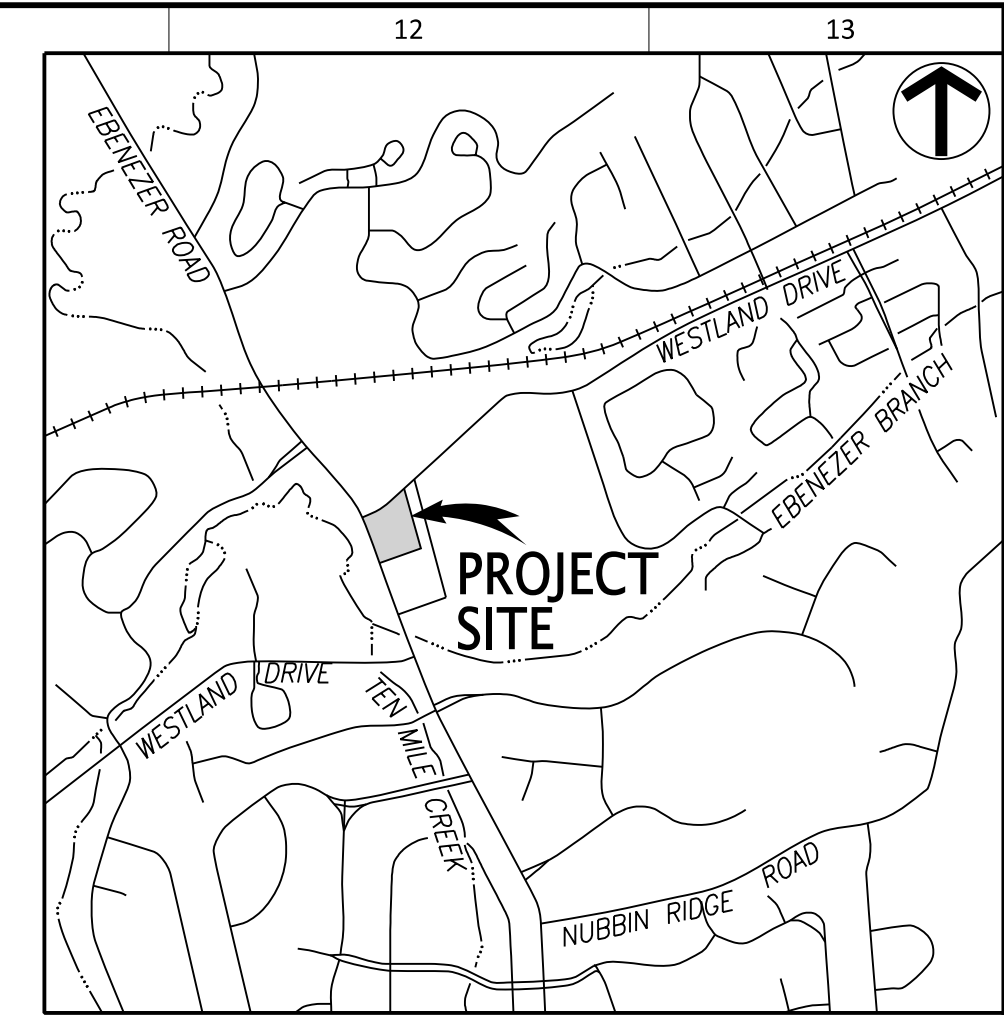 12
13
EBENEZER ROAD
WESTLAND DRIVE
EBENEZER BRANCH
PROJECT
SITE
WESTLAND DRIVE
TEN MILE CREEK
NUBBIN RIDGE ROAD